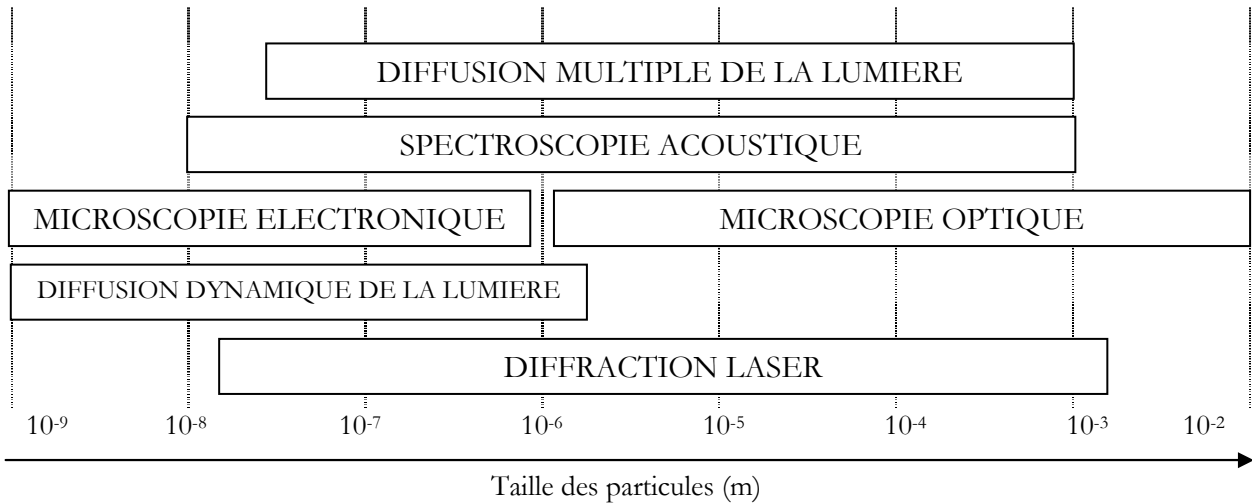 DIFFUSION MULTIPLE DE LA LUMIERE
SPECTROSCOPIE ACOUSTIQUE
MICROSCOPIE ELECTRONIQUE MICROSCOPIE OPTIQUE
DIFFUSION DYNAMIQUE DE LA LUMIERE
DIFFRACTION LASER
10⁻⁹ 10⁻⁸ 10⁻⁷ 10⁻⁶ 10⁻⁵ 10⁻⁴ 10⁻³ 10⁻²
Taille des particules (m)